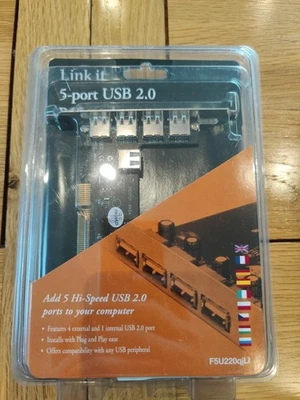 Link it
5-port USB 2.0
Add 5 Hi-Speed USB 2.0
ports to your computer
• Features 4 external and 1 internal USB 2.0 port
• Installs with Plug and Play ease
• Offers compatibility with any USB peripheral